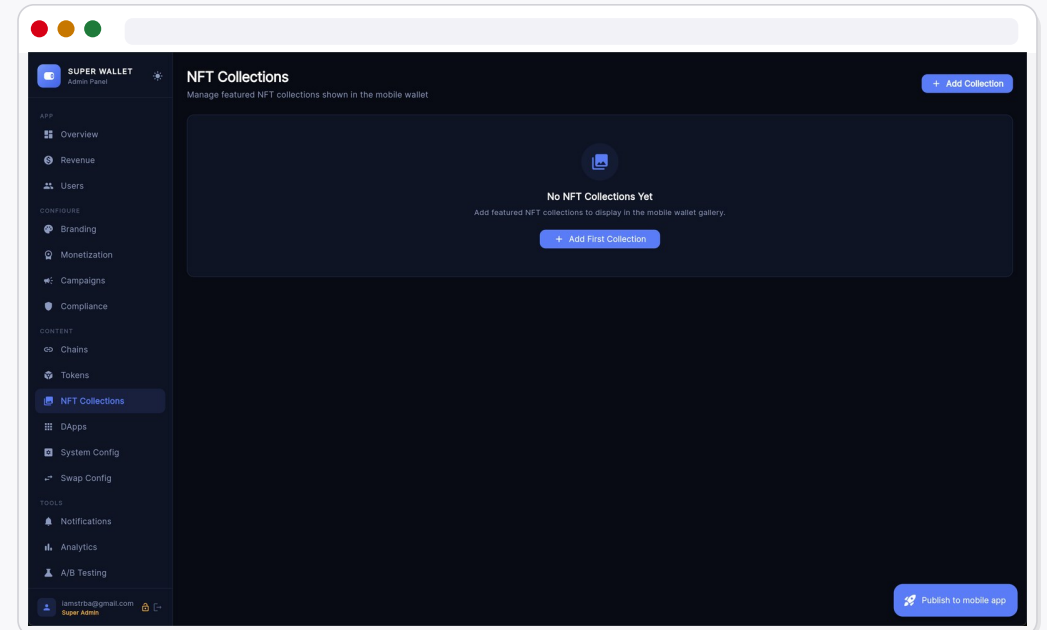 SUPER WALLET
Admin Panel
APP
Overview
Revenue
Users
CONFIGURE
Branding
Monetization
Campaigns
Compliance
CONTENT
Chains
Tokens
NFT Collections
DApps
System Config
Swap Config
TOOLS
Notifications
Analytics
A/B Testing
iamstrba@gmail.com
Super Admin
NFT Collections
Manage featured NFT collections shown in the mobile wallet
+ Add Collection
No NFT Collections Yet
Add featured NFT collections to display in the mobile wallet gallery.
+ Add First Collection
Publish to mobile app